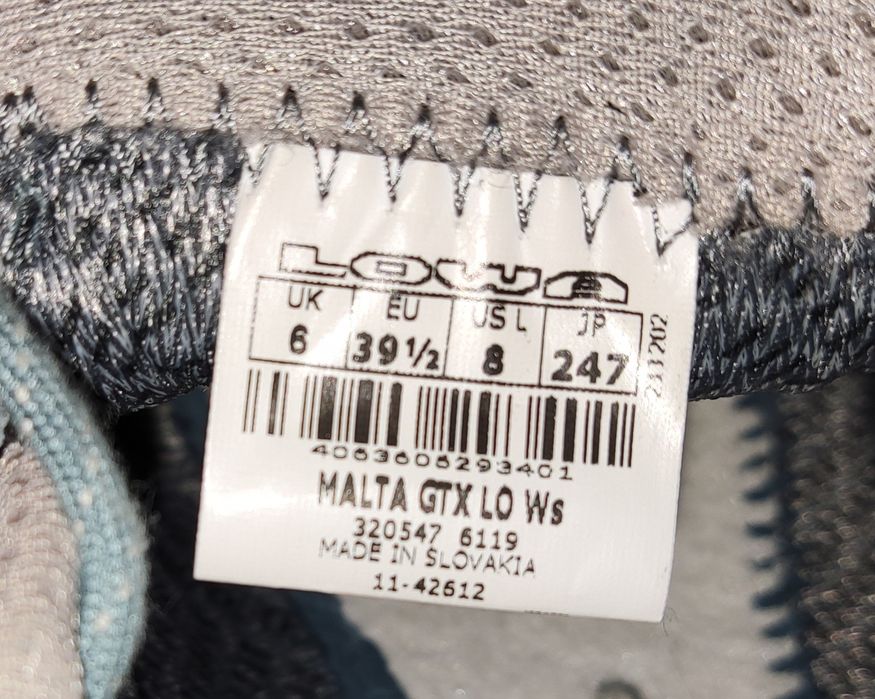 LOWA
UK EU US L JP
6 39 1/2 8 247
4063606293401
MALTA GTX LO Ws
320547 6119
MADE IN SLOVAKIA
11-42612